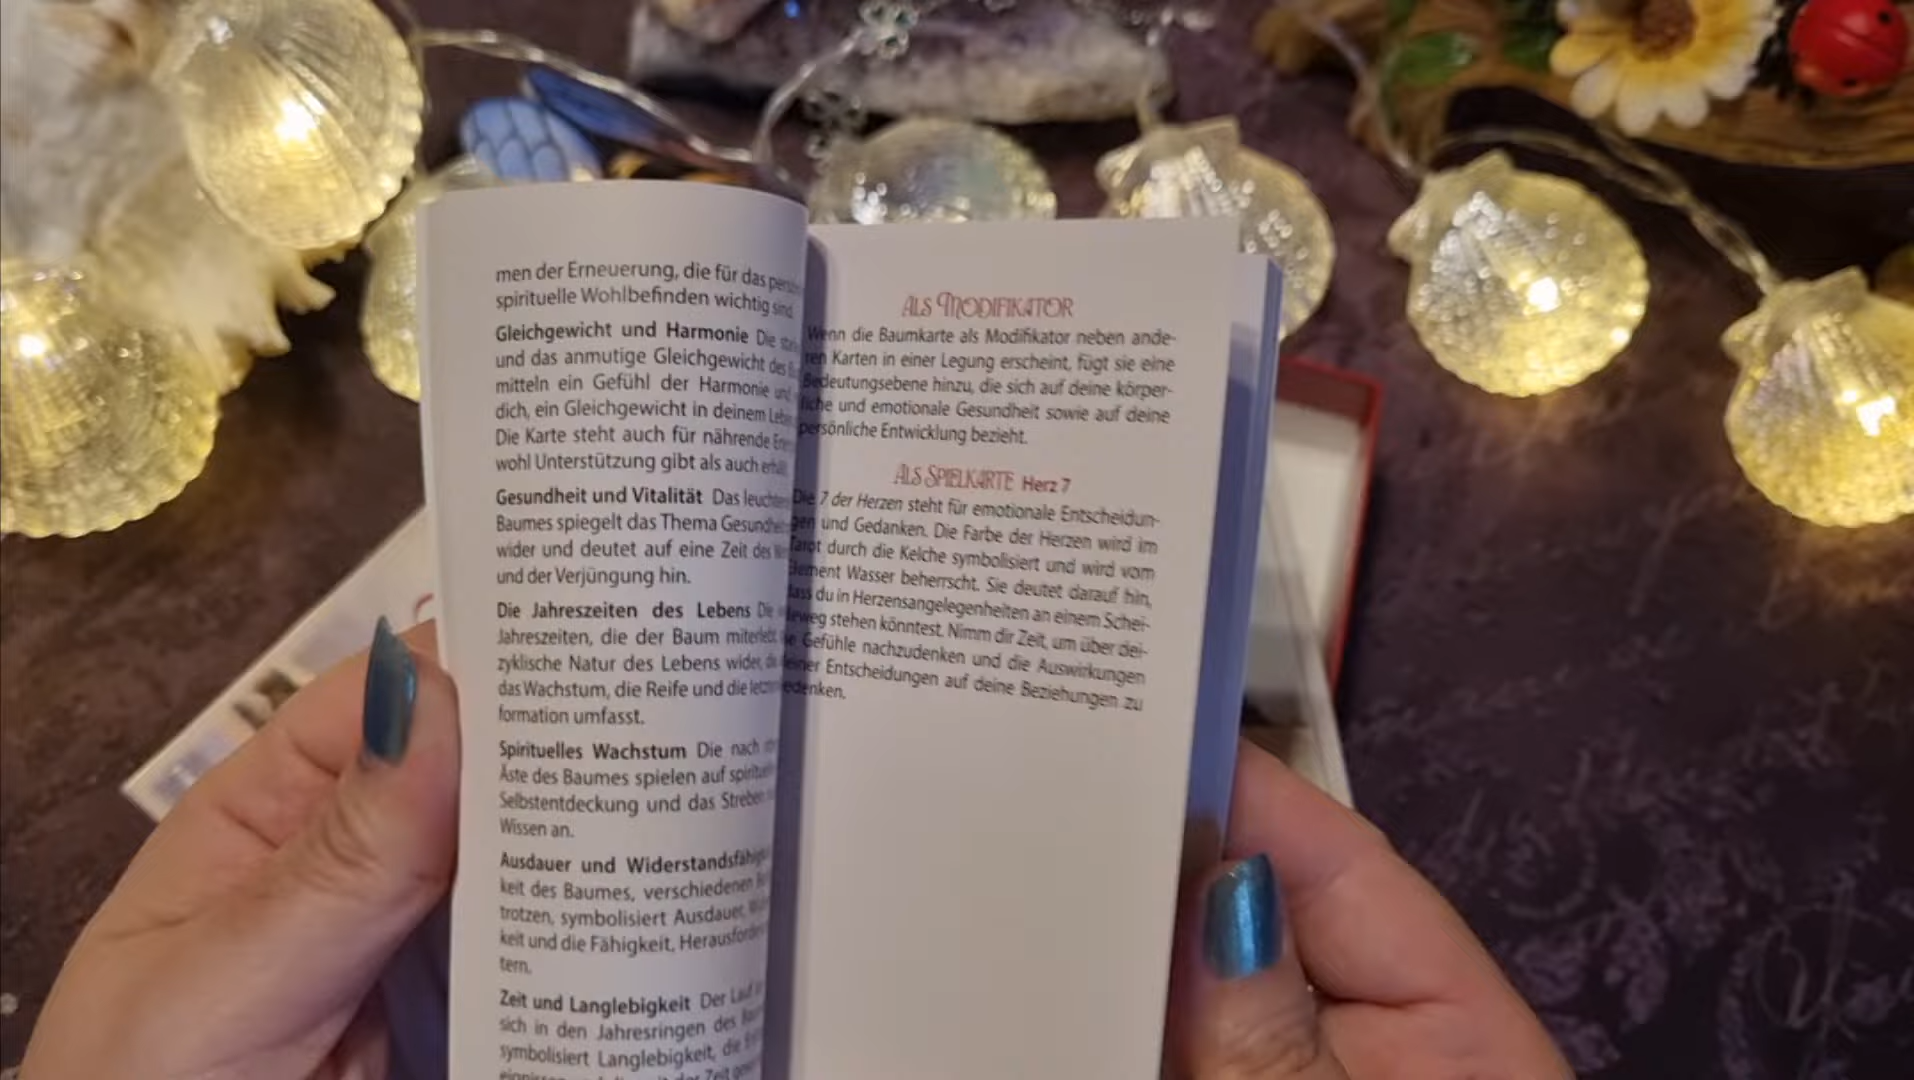 men der Erneuerung, die für das
spirituelle Wohlbefinden wichtig sind
Gleichgewicht und Harmonie Die
und das anmutige Gleichgewicht des
mitteln ein Gefühl der Harmonie und
dich, ein Gleichgewicht in deinem
Die Karte steht auch für nährende
wohl Unterstützung gibt als auch
Gesundheit und Vitalität Das
Baumes spiegelt das Thema
wider und deutet auf eine Zeit des
und der Verjüngung hin.
Die Jahreszeiten des Lebens Die
Jahreszeiten, die der Baum miterlebt,
zyklische Natur des Lebens wider,
das Wachstum, die Reife und die
formation umfasst.
Spirituelles Wachstum Die nach
Äste des Baumes spielen auf
Selbstentdeckung und das Streben
Wissen an.
Ausdauer und
keit des Baumes, verschiedenen
trotzen, symbolisiert Ausdauer,
keit und die Fähigkeit,
tern.
Zeit und Langlebigkeit Der Lauf
sich in den Jahresringen des
symbolisiert Langlebigkeit, die
mit der Zeit
ALS MODIFIKATOR
Wenn die Baumkarte als Modifikator neben ande-
ren Karten in einer Legung erscheint, fügt sie eine
Bedeutungsebene hinzu, die sich auf deine körper-
liche und emotionale Gesundheit sowie auf deine
persönliche Entwicklung bezieht.
ALS SPIELKARTE Herz 7
Die 7 der Herzen steht für emotionale Entscheidun-
gen und Gedanken. Die Farbe der Herzen wird im
Tarot durch die Kelche symbolisiert und wird vom
Element Wasser beherrscht. Sie deutet darauf hin,
dass du in Herzensangelegenheiten an einem Schei-
deweg stehen könntest. Nimm dir Zeit, um über dei-
ne Gefühle nachzudenken und die Auswirkungen
deiner Entscheidungen auf deine Beziehungen zu
bedenken.